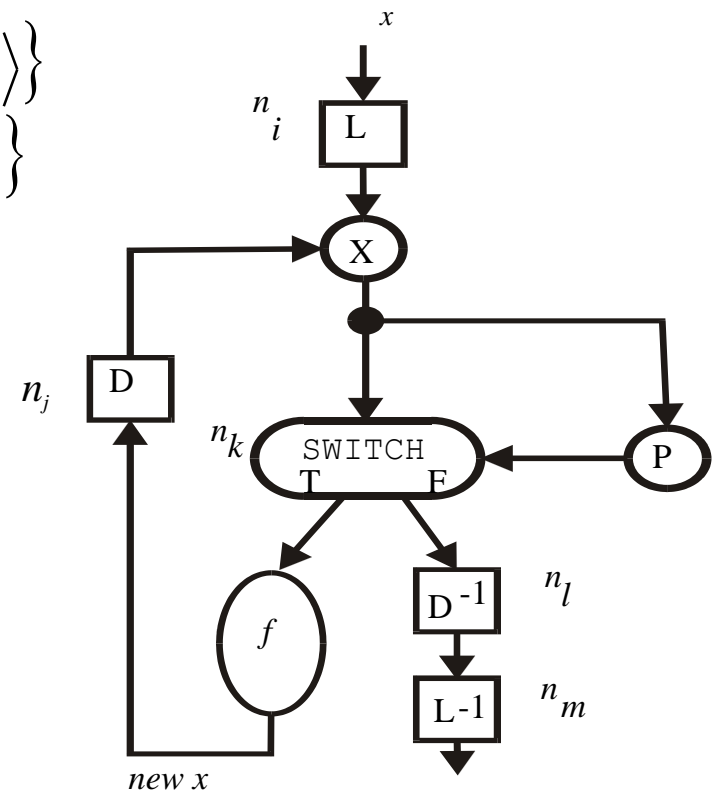 x
⟩}
n i L
}
X
n j D
n k SWITCH P
T F
D -1 n l
f
L -1 n m
new x